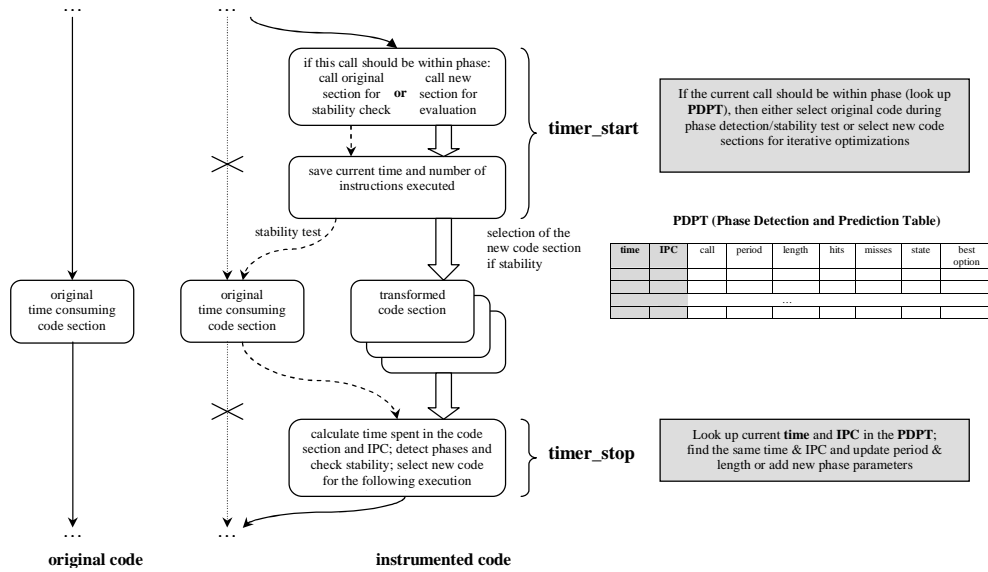 …
…
if this call should be within phase:
call original
section for
stability check
or
call new
section for
evaluation
timer_start
If the current call should be within phase (look up
PDPT), then either select original code during
phase detection/stability test or select new code
sections for iterative optimizations
save current time and number of
instructions executed
stability test
selection of the
new code section
if stability
PDPT (Phase Detection and Prediction Table)
time IPC call period length hits misses state best
option
…
original
time consuming
code section
original
time consuming
code section
transformed
code section
calculate time spent in the code
section and IPC; detect phases and
check stability; select new code
for the following execution
timer_stop
Look up current time and IPC in the PDPT;
find the same time & IPC and update period &
length or add new phase parameters
…
…
original code
instrumented code